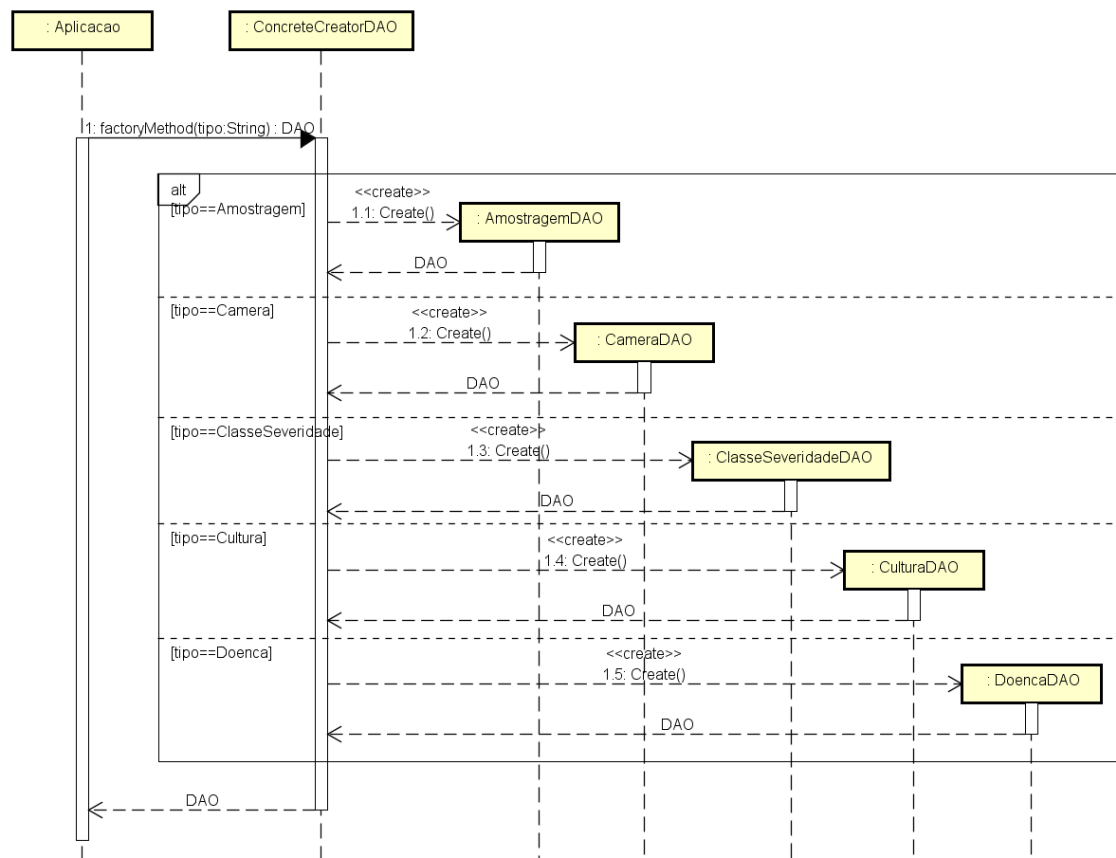 : Aplicacao
: ConcreteCreatorDAO
1: factoryMethod(tipo:String) : DAO
alt
[tipo==Amostragem]
<<create>>
1.1: Create()
: AmostragemDAO
DAO
[tipo==Camera]
<<create>>
1.2: Create()
: CameraDAO
DAO
[tipo==ClasseSeveridade]
<<create>>
1.3: Create()
: ClasseSeveridadeDAO
DAO
[tipo==Cultura]
<<create>>
1.4: Create()
: CulturaDAO
DAO
[tipo==Doenca]
<<create>>
1.5: Create()
: DoencaDAO
DAO
DAO